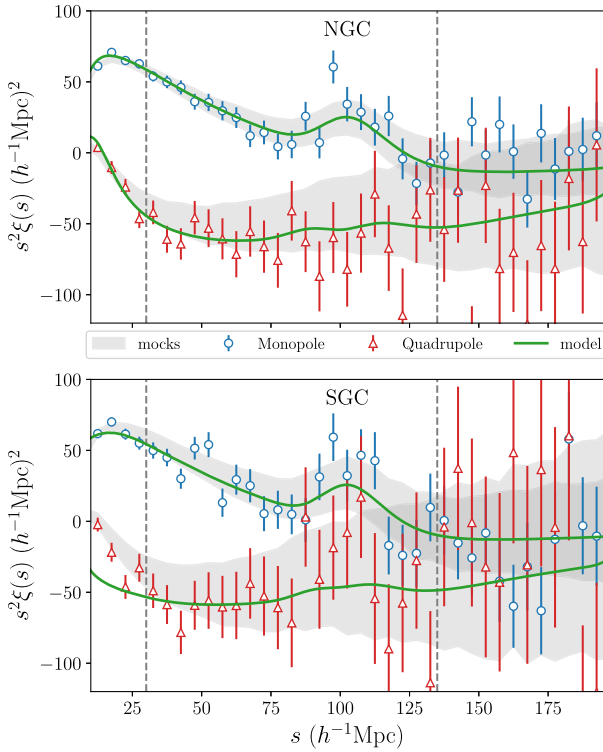 NGC
100
50
0
−50
−100
s²ξ(s) (h⁻¹Mpc)²
mocks Monopole Quadrupole model
SGC
100
50
0
−50
−100
s²ξ(s) (h⁻¹Mpc)²
25 50 75 100 125 150 175
s (h⁻¹Mpc)